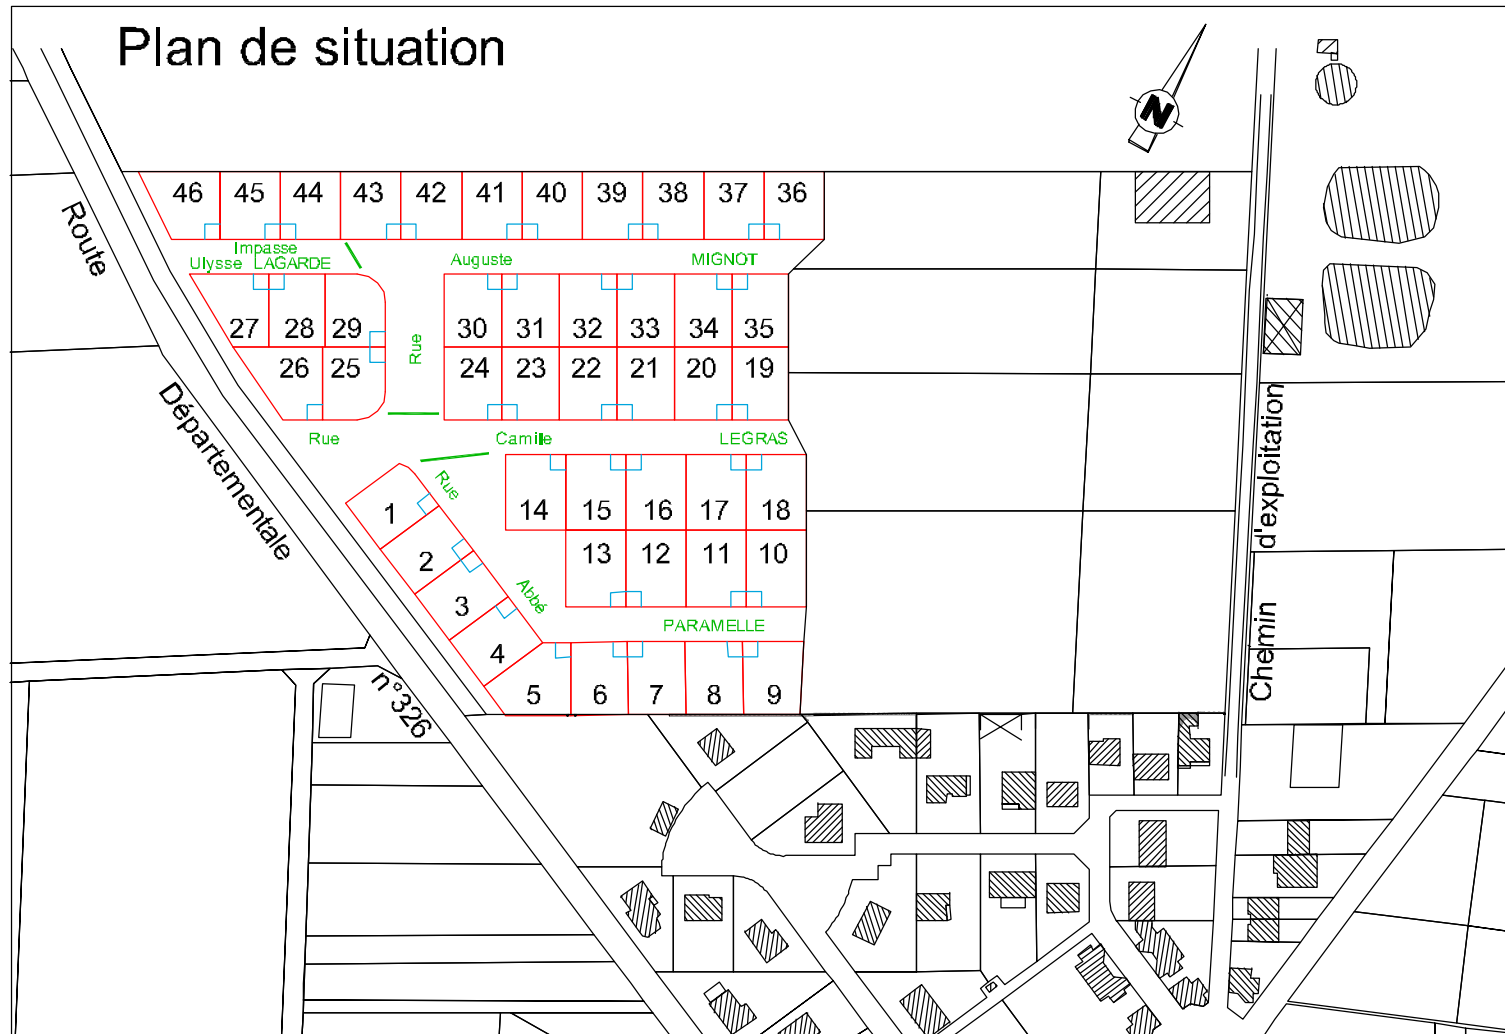 Plan de situation
N
46 45 44 43 42 41 40 39 38 37 36
Route
Impasse
Ulysse LAGARDE
Auguste MIGNOT
27 28 29 30 31 32 33 34 35
Rue
26 25 24 23 22 21 20 19
Départementale
Rue Camille LEGRAS
Rue
1 14 15 16 17 18
2 13 12 11 10
3
Abbé
PARAMELLE
4
5 6 7 8 9
n°326
Chemin d'exploitation